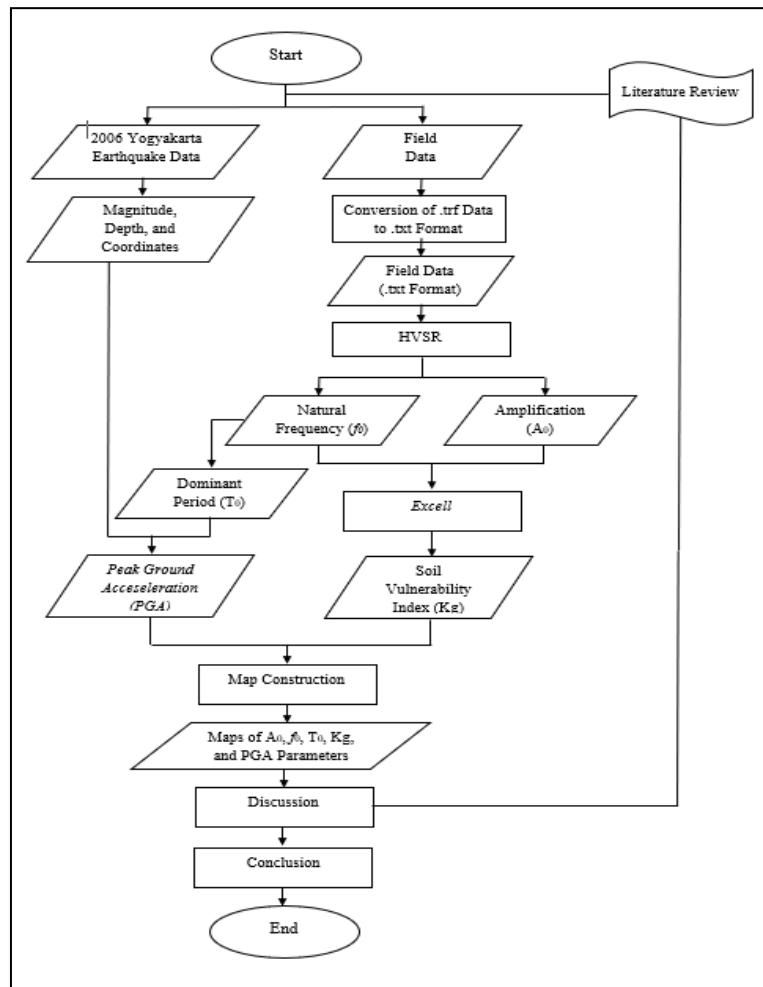 Start
Literature Review
2006 Yogyakarta
Earthquake Data
Field
Data
Magnitude,
Depth, and
Coordinates
Conversion of .trf Data
to .txt Format
Field Data
(.txt Format)
HVSR
Natural
Frequency (f0)
Amplification
(A0)
Dominant
Period (T0)
Excell
Peak Ground
Acceseleration
(PGA)
Soil
Vulnerability
Index (Kg)
Map Construction
Maps of A0, f0, T0, Kg,
and PGA Parameters
Discussion
Conclusion
End